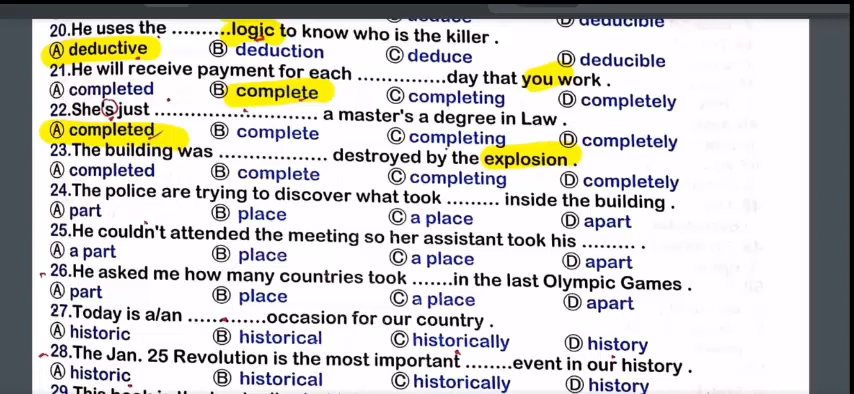 Ⓓ deducible
20.He uses the ..........logic to know who is the killer .
Ⓐ deductive Ⓑ deduction Ⓒ deduce Ⓓ deducible
21.He will receive payment for each ...............day that you work .
Ⓐ completed Ⓑ complete Ⓒ completing Ⓓ completely
22.She's just ............................ a master's a degree in Law .
Ⓐ completed Ⓑ complete Ⓒ completing Ⓓ completely
23.The building was ................... destroyed by the explosion .
Ⓐ completed Ⓑ complete Ⓒ completing Ⓓ completely
24.The police are trying to discover what took ......... inside the building .
Ⓐ part Ⓑ place Ⓒ a place Ⓓ apart
25.He couldn't attended the meeting so her assistant took his .......... .
Ⓐ a part Ⓑ place Ⓒ a place Ⓓ apart
26.He asked me how many countries took .......in the last Olympic Games .
Ⓐ part Ⓑ place Ⓒ a place Ⓓ apart
27.Today is a/an .............occasion for our country .
Ⓐ historic Ⓑ historical Ⓒ historically Ⓓ history
28.The Jan. 25 Revolution is the most important ........event in our history .
Ⓐ historic Ⓑ historical Ⓒ historically Ⓓ history